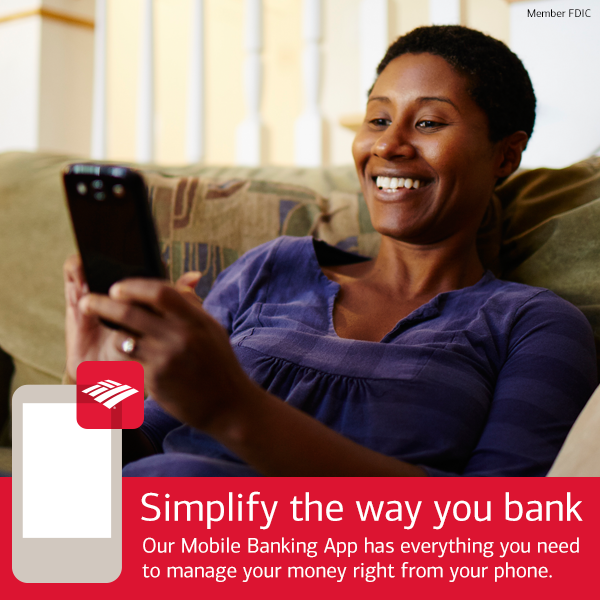 Member FDIC
Simplify the way you bank
Our Mobile Banking App has everything you need
to manage your money right from your phone.